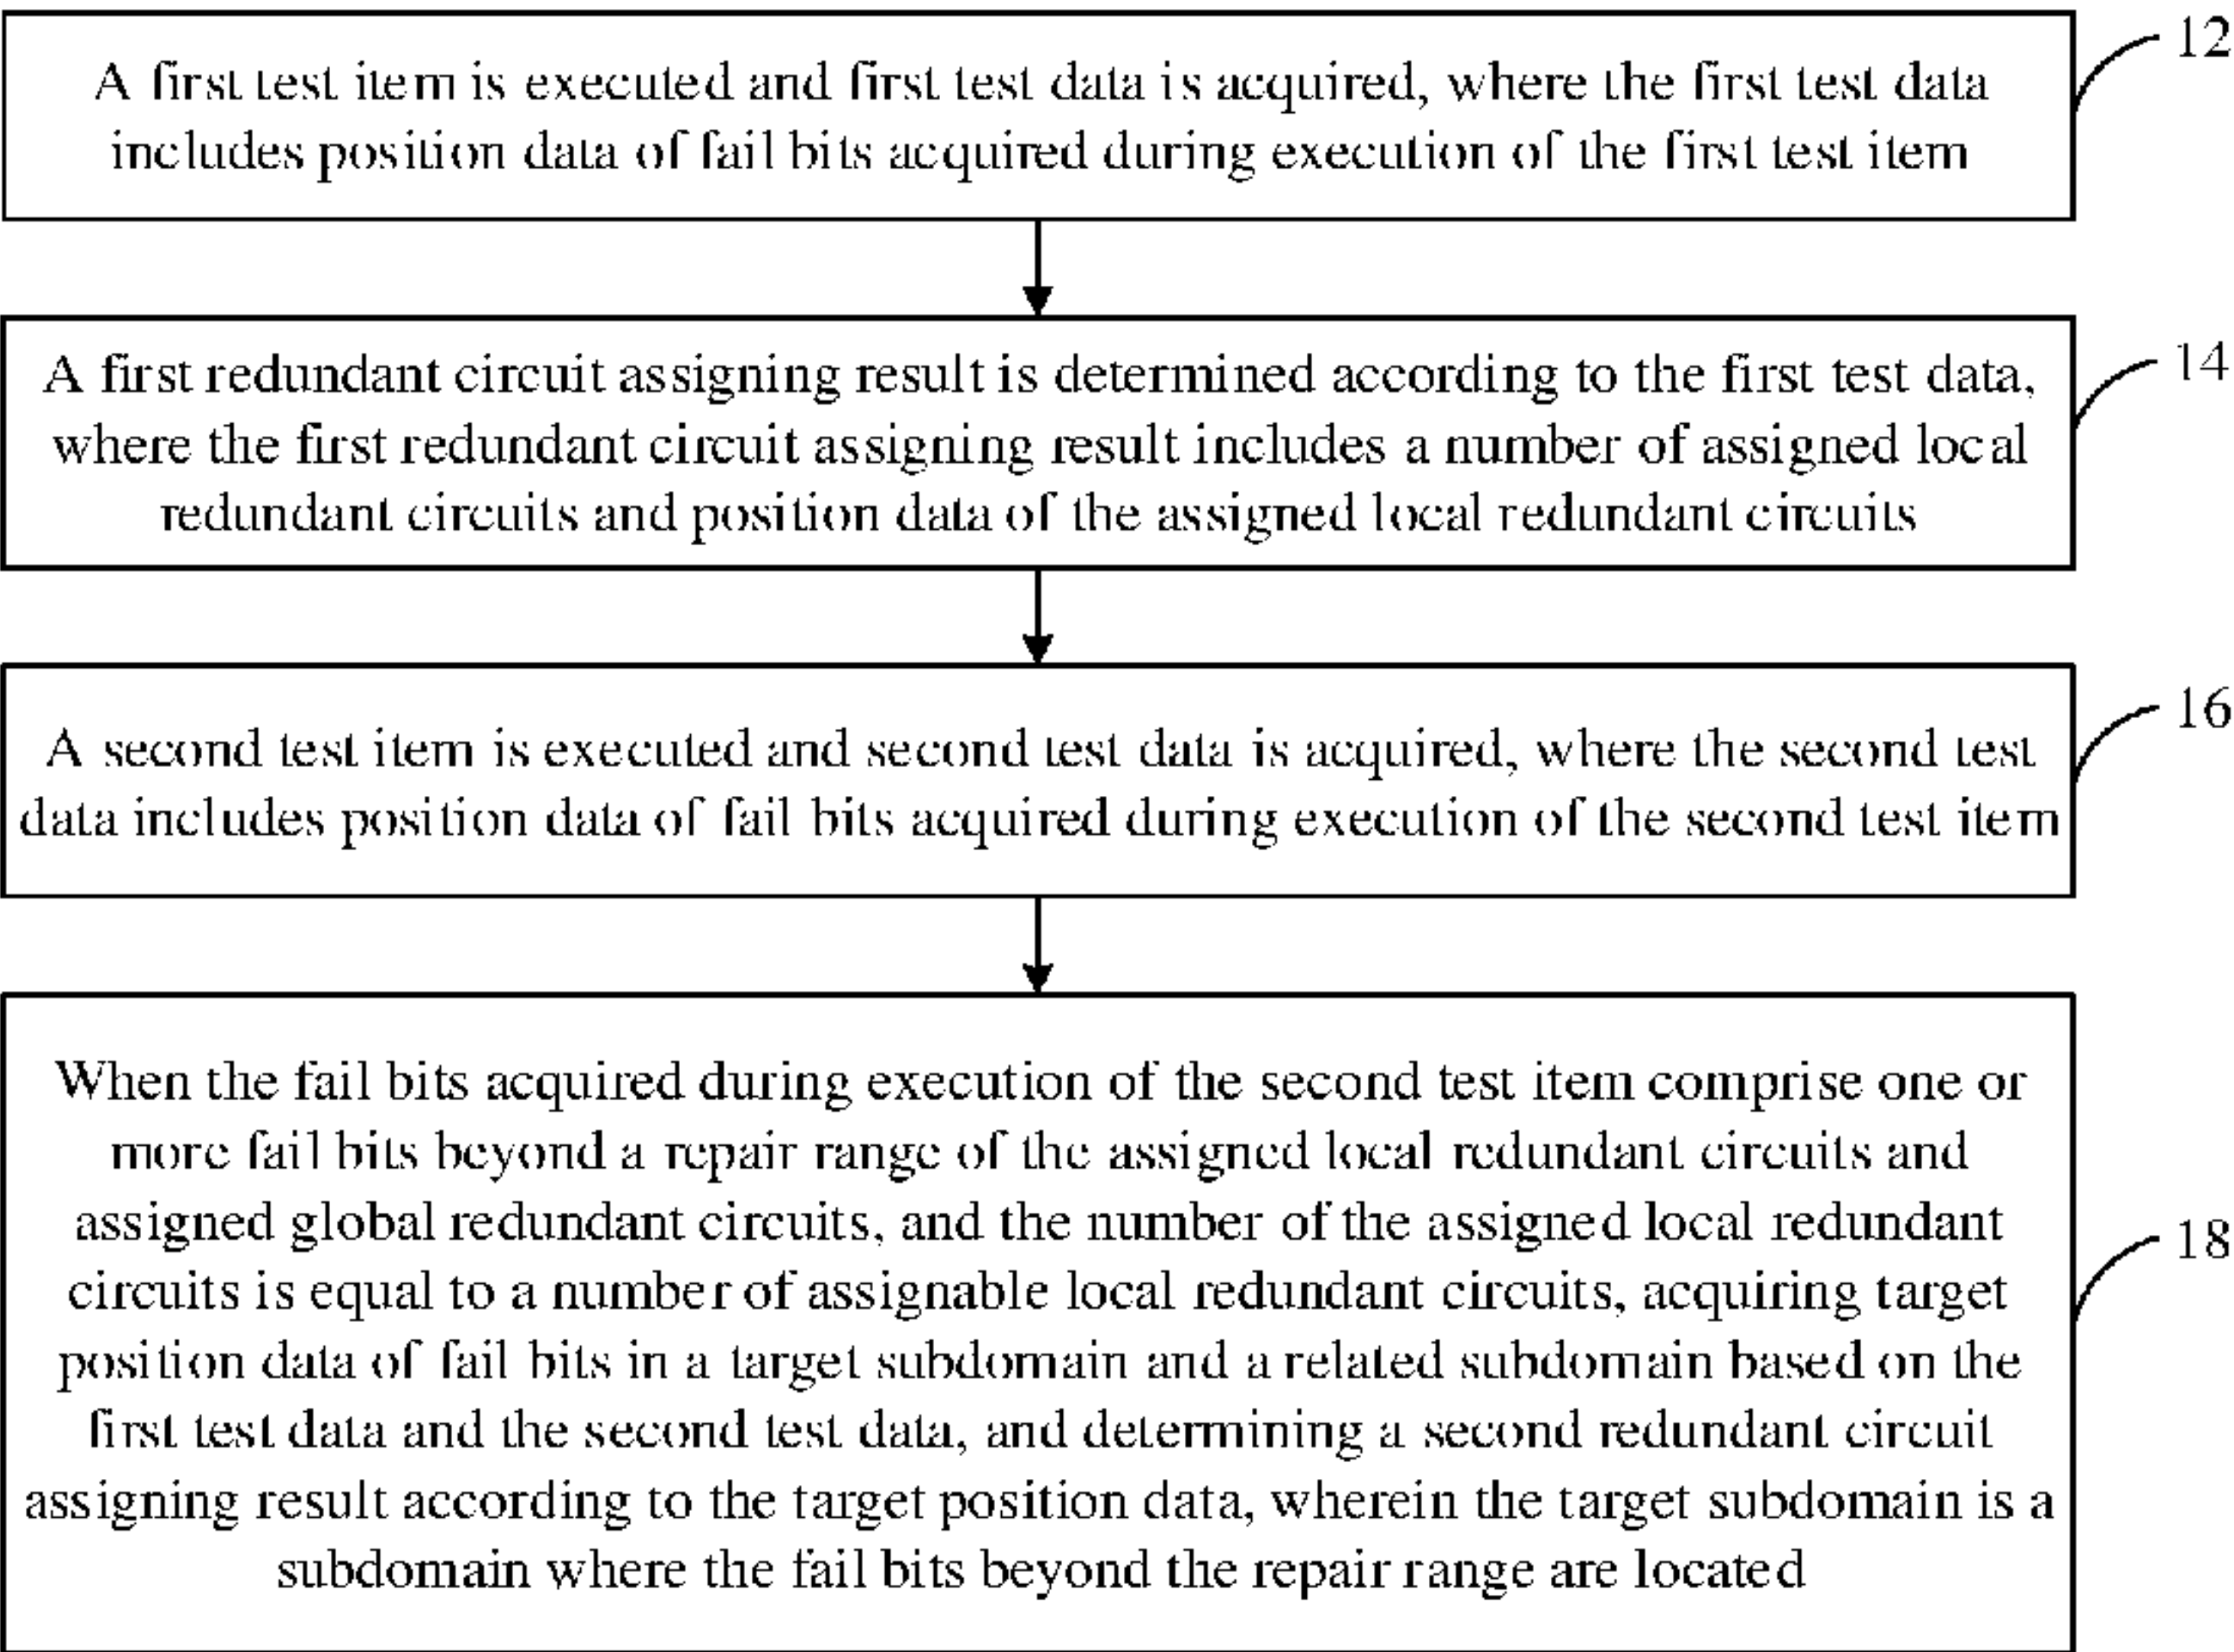 A first test item is executed and first test data is acquired, where the first test data
includes position data of fail bits acquired during execution of the first test item
12
A first redundant circuit assigning result is determined according to the first test data,
where the first redundant circuit assigning result includes a number of assigned local
redundant circuits and position data of the assigned local redundant circuits
14
A second test item is executed and second test data is acquired, where the second test
data includes position data of fail bits acquired during execution of the second test item
16
When the fail bits acquired during execution of the second test item comprise one or
more fail bits beyond a repair range of the assigned local redundant circuits and
assigned global redundant circuits, and the number of the assigned local redundant
circuits is equal to a number of assignable local redundant circuits, acquiring target
position data of fail bits in a target subdomain and a related subdomain based on the
first test data and the second test data, and determining a second redundant circuit
assigning result according to the target position data, wherein the target subdomain is a
subdomain where the fail bits beyond the repair range are located
18